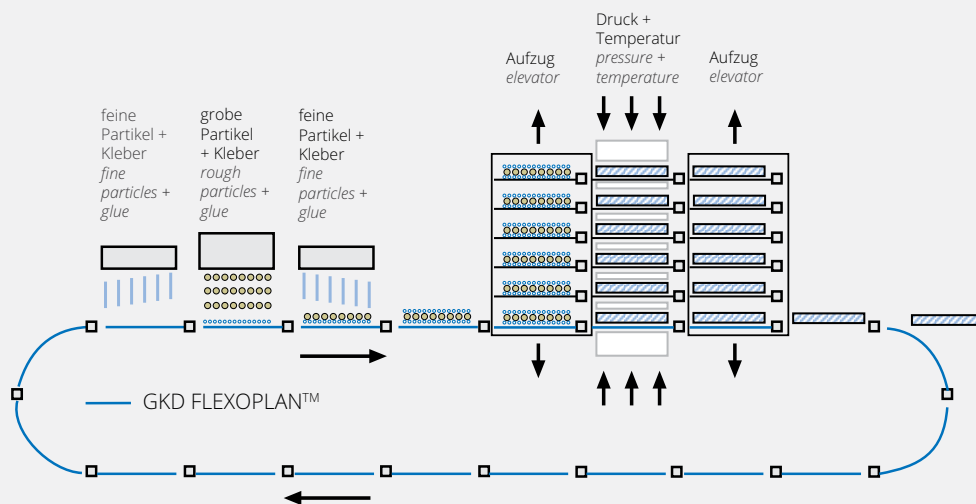 feine
Partikel +
Kleber
fine
particles +
glue
grobe
Partikel
+ Kleber
rough
particles +
glue
feine
Partikel +
Kleber
fine
particles +
glue
Aufzug
elevator
Druck +
Temperatur
pressure +
temperature
Aufzug
elevator
GKD FLEXOPLAN™